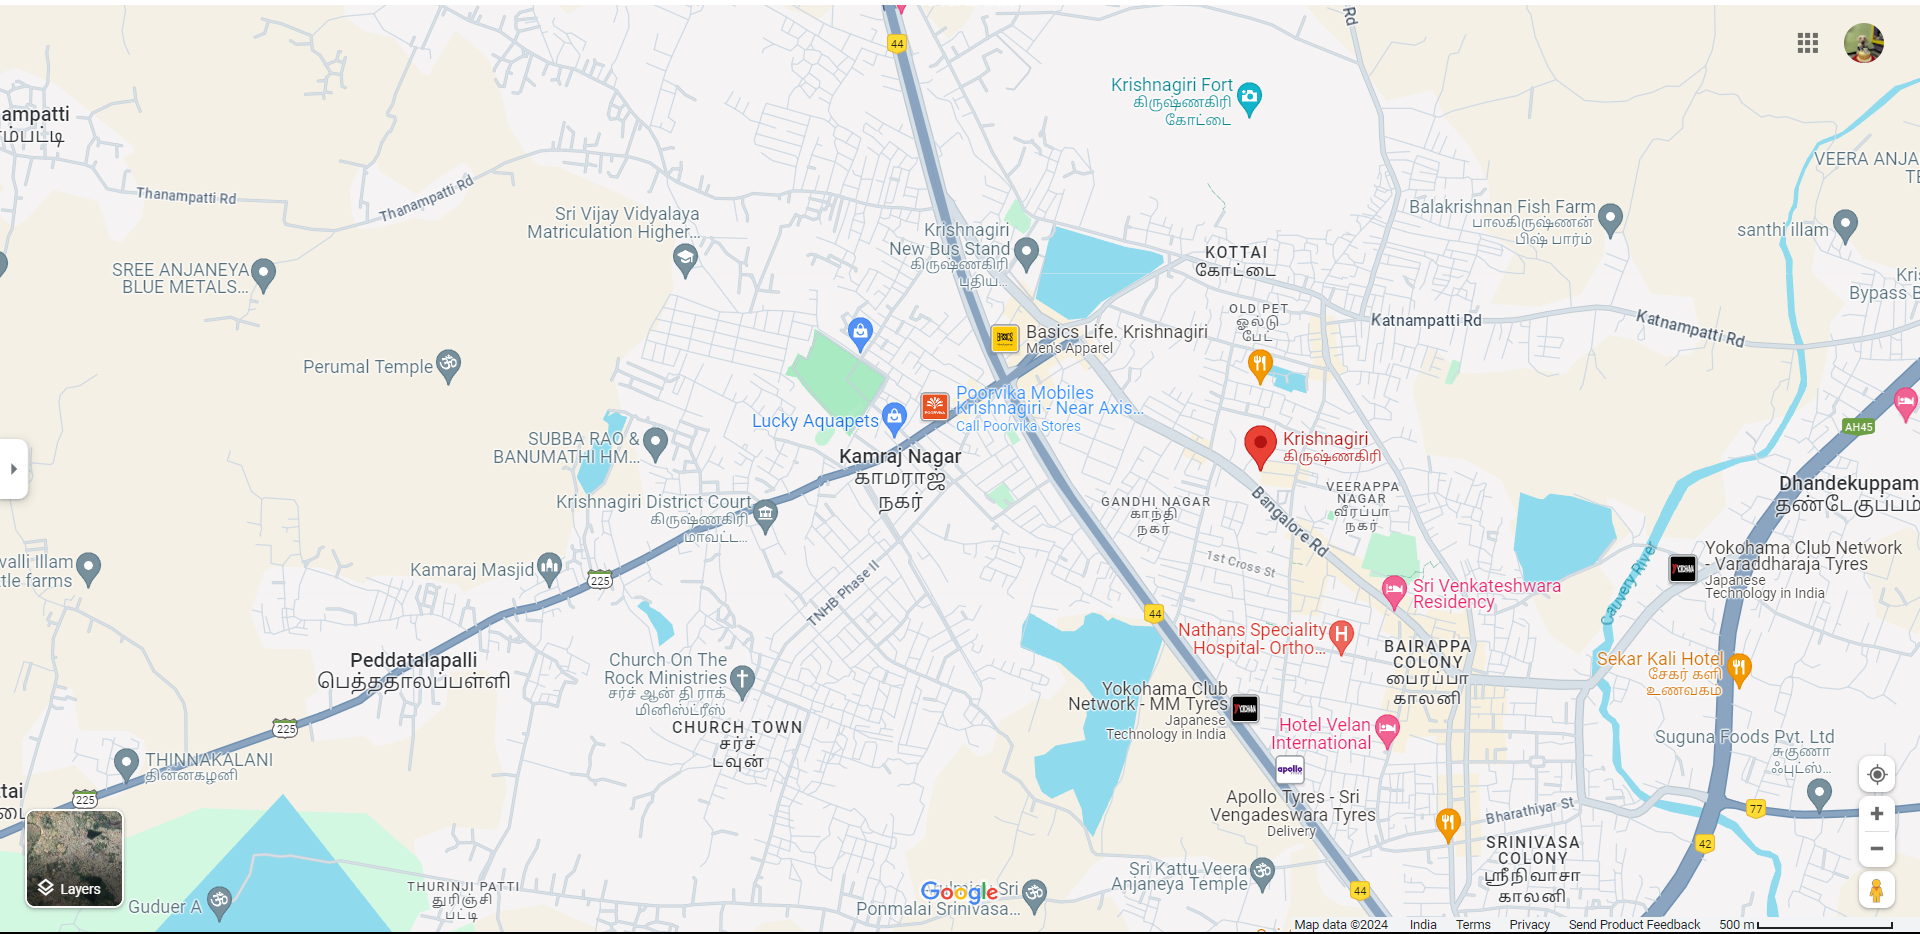 44
Rd
Krishnagiri Fort
கிருஷ்ணகிரி
கோட்டை
ampatti
ம்பட்டி
VEERA ANJA
TE
Thanampatti Rd
Thanampatti Rd
Sri Vijay Vidyalaya
Matriculation Higher...
Balakrishnan Fish Farm
பாலகிருஷ்ணன்
பிஷ் பார்ம்
santhi illam
Krishnagiri
New Bus Stand
கிருஷ்ணகிரி
புதிய...
KOTTAI
கோட்டை
SREE ANJANEYA
BLUE METALS...
Kris
Bypass B
OLD PET
ஓல்டு
பேட்
Katnampatti Rd
Katnampatti Rd
Basics Life. Krishnagiri
Men's Apparel
Perumal Temple
Poorvika Mobiles
Krishnagiri - Near Axis...
Call Poorvika Stores
POORVIKA
Lucky Aquapets
SUBBA RAO &
BANUMATHI HM...
Krishnagiri
கிருஷ்ணகிரி
AH45
Kamraj Nagar
காமராஜ்
நகர்
Dhandekuppam
தண்டேகுப்பம்
Krishnagiri District Court
கிருஷ்ணகிரி
மாவட்ட...
GANDHI NAGAR
காந்தி
நகர்
VEERAPPA
NAGAR
வீரப்பா
நகர்
Bangalore Rd
valli Illam
tle farms
Kamaraj Masjid
225
TNHB Phase II
1st Cross St
Yokohama Club Network
- Varaddharaja Tyres
Japanese
Technology in India
Cauvery River
Sri Venkateshwara
Residency
44
Nathans Speciality
Hospital- Ortho...
BAIRAPPA
COLONY
பைரப்பா
காலனி
Peddatalapalli
பெத்ததாலப்பள்ளி
Church On The
Rock Ministries
சர்ச் ஆன் தி ராக்
மினிஸ்ட்ரீஸ்
Sekar Kali Hotel
சேகர் களி
உணவகம்
Yokohama Club
Network - MM Tyres
Japanese
Technology in India
CHURCH TOWN
சர்ச்
டவுன்
225
Hotel Velan
International
Suguna Foods Pvt. Ltd
சுகுணா
ஃபுட்ஸ்...
THINNAKALANI
தின்னகழனி
apollo
ttai
டை
225
Apollo Tyres - Sri
Vengadeswara Tyres
Delivery
Bharathiyar St
77
42
SRINIVASA
COLONY
ஸ்ரீநிவாசா
காலனி
Sri Kattu Veera
Anjaneya Temple
44
Layers
Guduer A
THURINJI PATTI
துரிஞ்சி
பட்டி
Google
Sri
Ponmalai Srinivasa...
Map data ©2024 India Terms Privacy Send Product Feedback 500 m